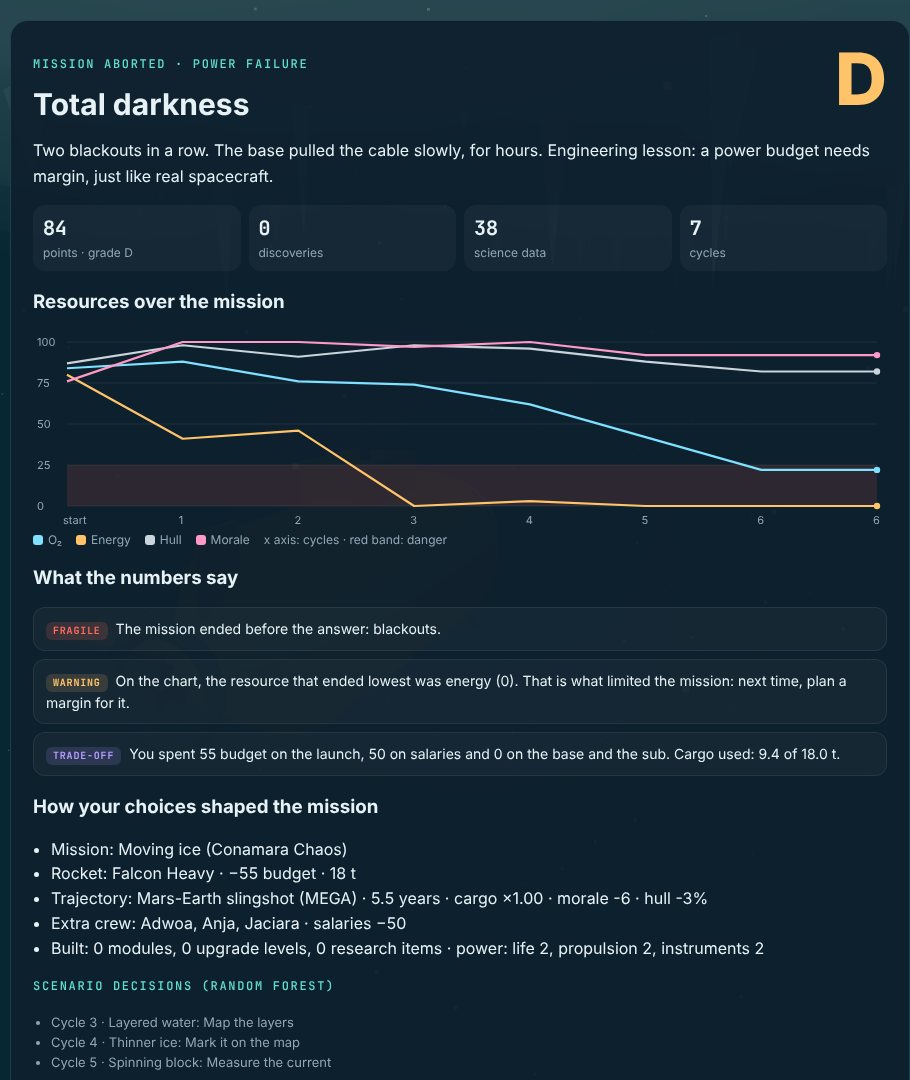 MISSION ABORTED · POWER FAILURE
D
Total darkness
Two blackouts in a row. The base pulled the cable slowly, for hours. Engineering lesson: a power budget needs
margin, just like real spacecraft.
84
points · grade D
0
discoveries
38
science data
7
cycles
Resources over the mission
100
75
50
25
0
start 1 2 3 4 5 6 6
O₂ Energy Hull Morale x axis: cycles · red band: danger
What the numbers say
FRAGILE The mission ended before the answer: blackouts.
WARNING On the chart, the resource that ended lowest was energy (0). That is what limited the mission: next time, plan a
margin for it.
TRADE-OFF You spent 55 budget on the launch, 50 on salaries and 0 on the base and the sub. Cargo used: 9.4 of 18.0 t.
How your choices shaped the mission
• Mission: Moving ice (Conamara Chaos)
• Rocket: Falcon Heavy · −55 budget · 18 t
• Trajectory: Mars-Earth slingshot (MEGA) · 5.5 years · cargo ×1.00 · morale -6 · hull -3%
• Extra crew: Adwoa, Anja, Jaciara · salaries −50
• Built: 0 modules, 0 upgrade levels, 0 research items · power: life 2, propulsion 2, instruments 2
SCENARIO DECISIONS (RANDOM FOREST)
• Cycle 3 · Layered water: Map the layers
• Cycle 4 · Thinner ice: Mark it on the map
• Cycle 5 · Spinning block: Measure the current